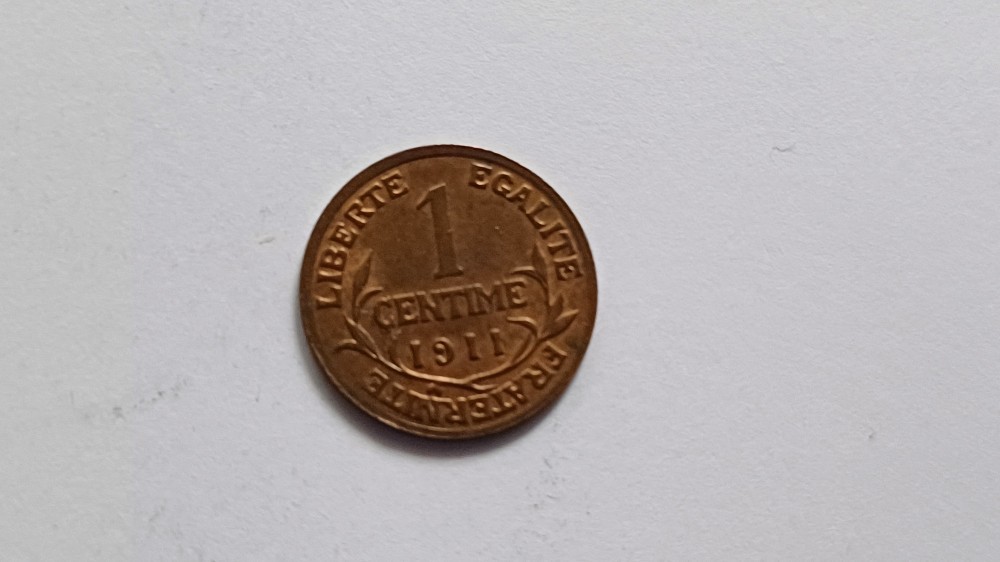 LIBERTE EGALITE FRATERNITE
1
CENTIME
1911